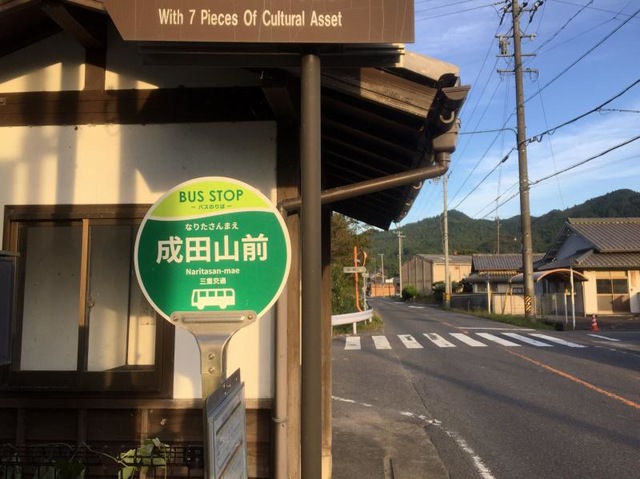 With 7 Pieces Of Cultural Asset
BUS STOP
～ バスのりば ～
なりたさんまえ
成田山前
Naritasan-mae
三重交通